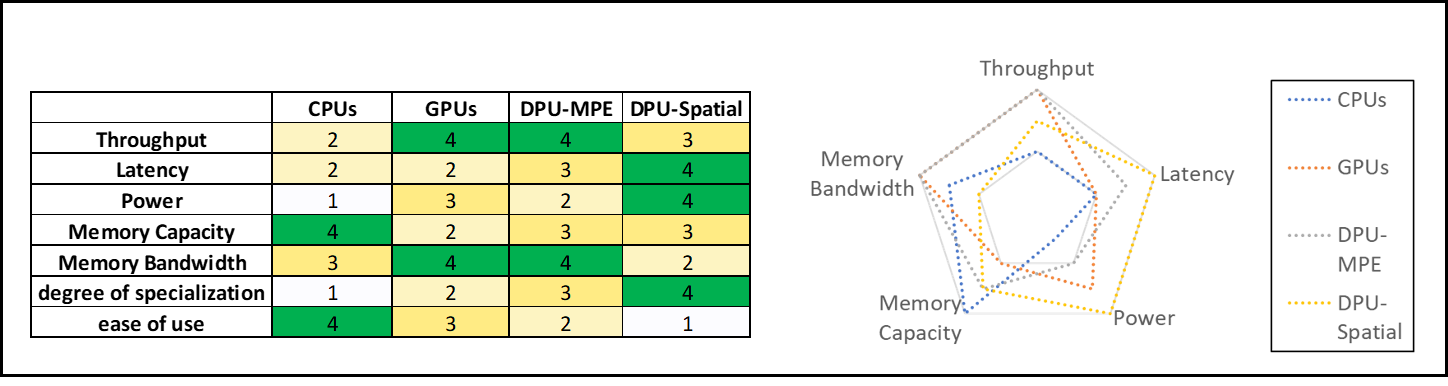 CPUs GPUs DPU-MPE DPU-Spatial
Throughput 2 4 4 3
Latency 2 2 3 4
Power 1 3 2 4
Memory Capacity 4 2 3 3
Memory Bandwidth 3 4 4 2
degree of specialization 1 2 3 4
ease of use 4 3 2 1
Throughput
Latency
Power
Memory
Capacity
Memory
Bandwidth
CPUs
GPUs
DPU-
MPE
DPU-
Spatial